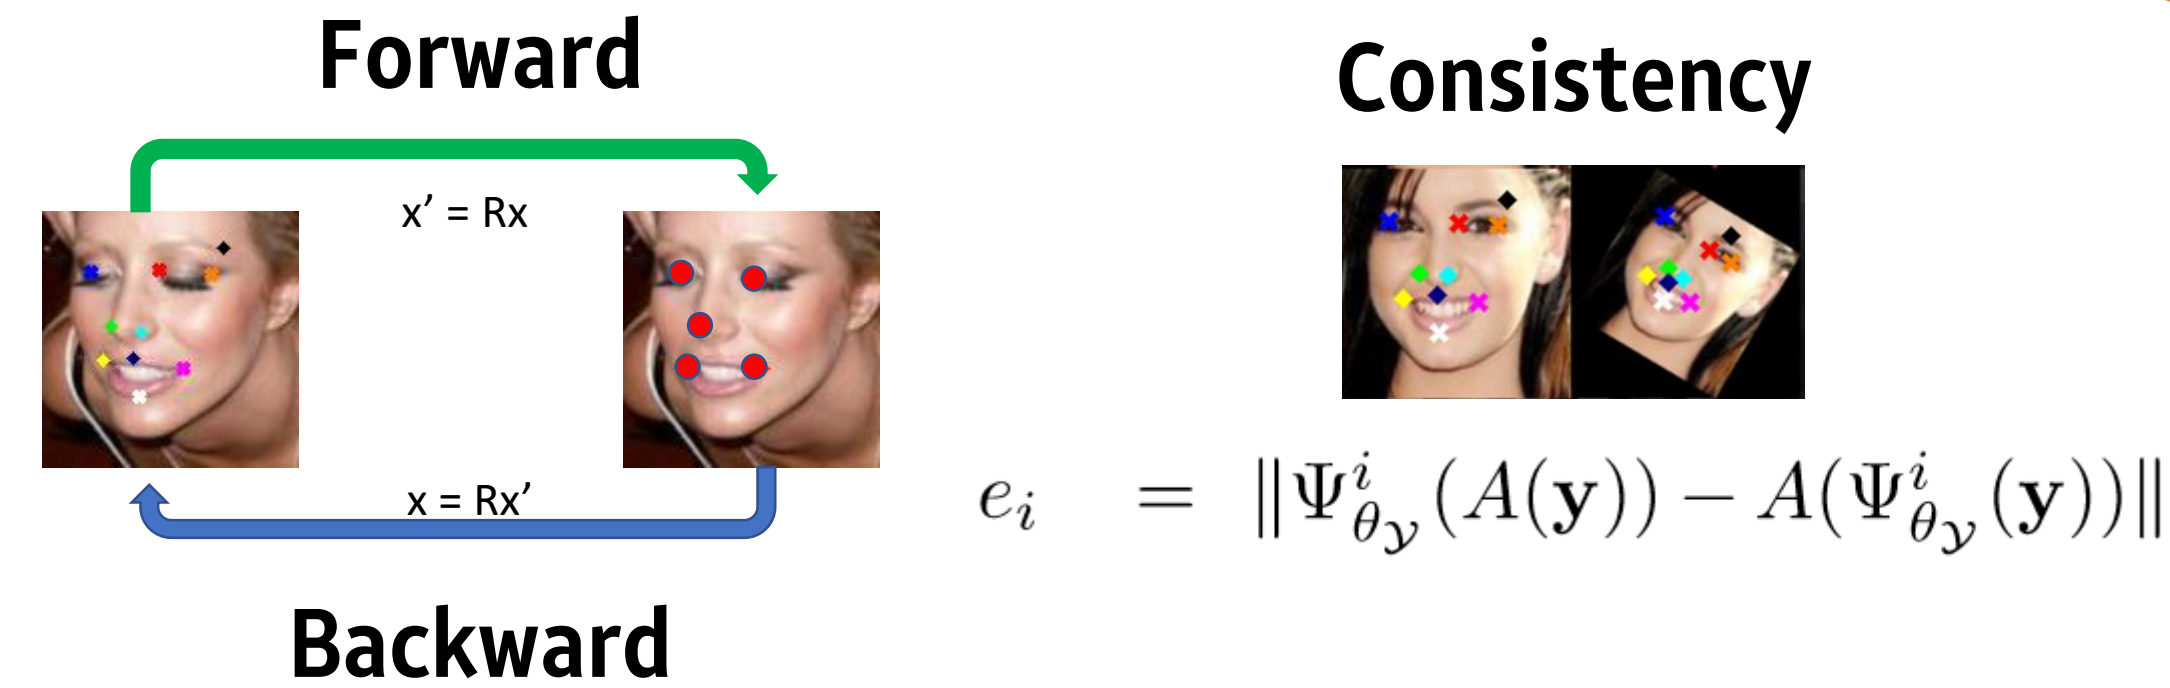 Forward
x’ = Rx
x = Rx’
Backward
Consistency
e_i = ‖Ψ^i_{θ_𝒴}(A(𝐲)) − A(Ψ^i_{θ_𝒴}(𝐲))‖